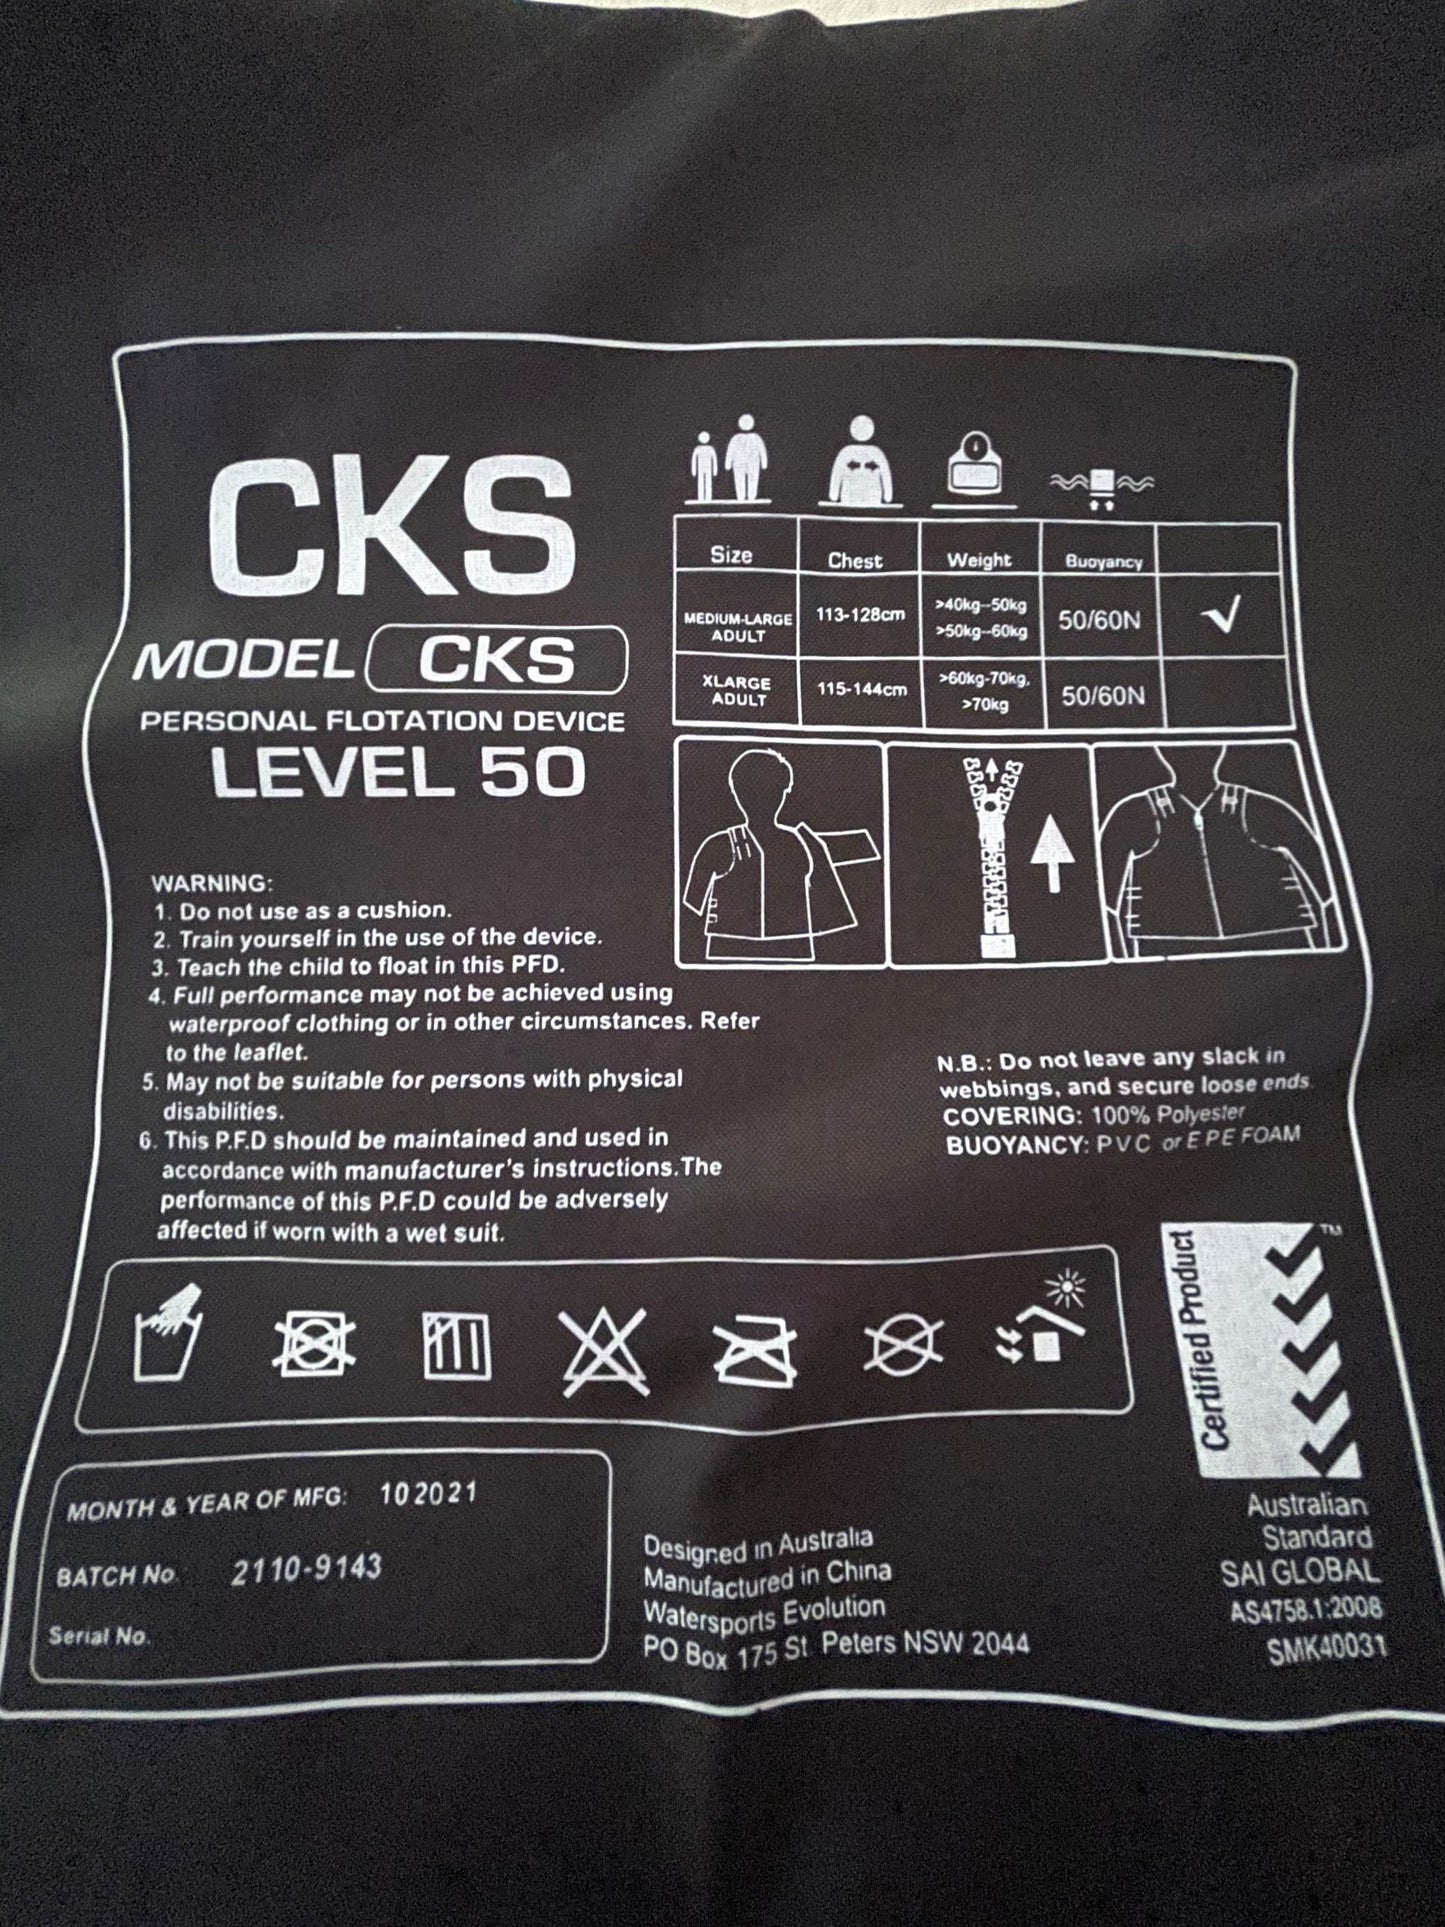 CKS
MODEL CKS
PERSONAL FLOTATION DEVICE
LEVEL 50
Size Chest Weight Buoyancy
MEDIUM-LARGE ADULT 113-128cm >40kg--50kg >50kg--60kg 50/60N √
XLARGE ADULT 115-144cm >60kg-70kg, >70kg 50/60N
WARNING:
1. Do not use as a cushion.
2. Train yourself in the use of the device.
3. Teach the child to float in this PFD.
4. Full performance may not be achieved using
waterproof clothing or in other circumstances. Refer
to the leaflet.
5. May not be suitable for persons with physical
disabilities.
6. This P.F.D should be maintained and used in
accordance with manufacturer's instructions.The
performance of this P.F.D could be adversely
affected if worn with a wet suit.
N.B.: Do not leave any slack in
webbings, and secure loose ends
COVERING: 100% Polyester
BUOYANCY: PVC or EPE FOAM
Certified Product
TM
MONTH & YEAR OF MFG: 102021
BATCH No 2110-9143
Serial No.
Designed in Australia
Manufactured in China
Watersports Evolution
PO Box 175 St Peters NSW 2044
Australian
Standard
SAI GLOBAL
AS4758.1:2008
SMK40031